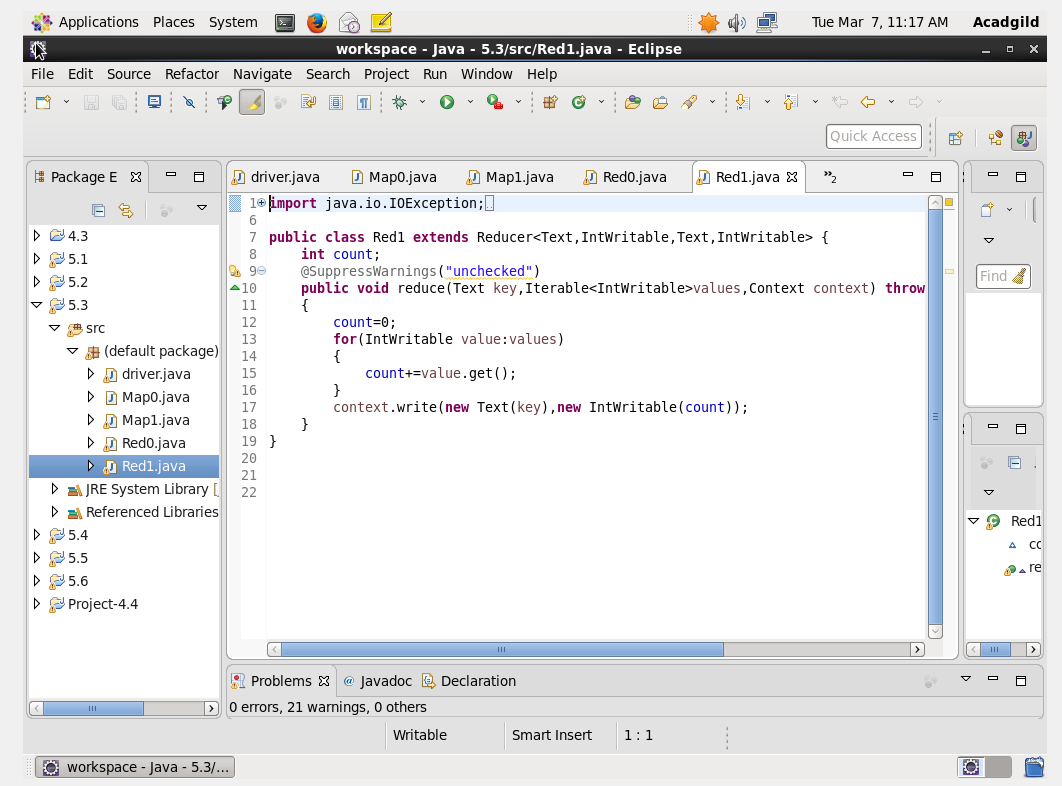 Applications Places System Tue Mar 7, 11:17 AM Acadgild
workspace - Java - 5.3/src/Red1.java - Eclipse
File Edit Source Refactor Navigate Search Project Run Window Help
Quick Access
Package E
driver.java Map0.java Map1.java Red0.java Red1.java »2
4.3
5.1
5.2
5.3
src
(default package)
driver.java
Map0.java
Map1.java
Red0.java
Red1.java
JRE System Library [
Referenced Libraries
5.4
5.5
5.6
Project-4.4
1 import java.io.IOException;
6
7 public class Red1 extends Reducer<Text,IntWritable,Text,IntWritable> {
8 int count;
9 @SuppressWarnings("unchecked")
10 public void reduce(Text key,Iterable<IntWritable>values,Context context) throw
11 {
12 count=0;
13 for(IntWritable value:values)
14 {
15 count+=value.get();
16 }
17 context.write(new Text(key),new IntWritable(count));
18 }
19 }
20
21
22
Find
Red1
co
re
Problems Javadoc @ Declaration
0 errors, 21 warnings, 0 others
Writable Smart Insert 1 : 1
workspace - Java - 5.3/...